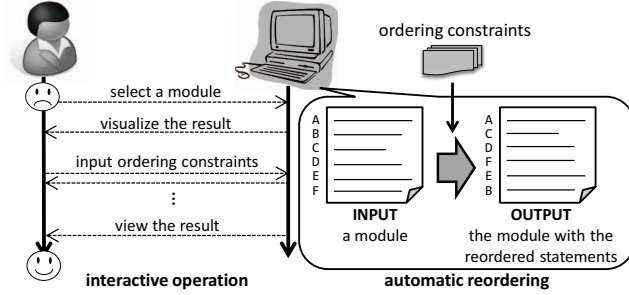 ordering constraints
select a module
visualize the result
input ordering constraints
⋮
view the result
A
B
C
D
E
F
INPUT
a module
A
C
D
F
E
B
OUTPUT
the module with the
reordered statements
interactive operation
automatic reordering